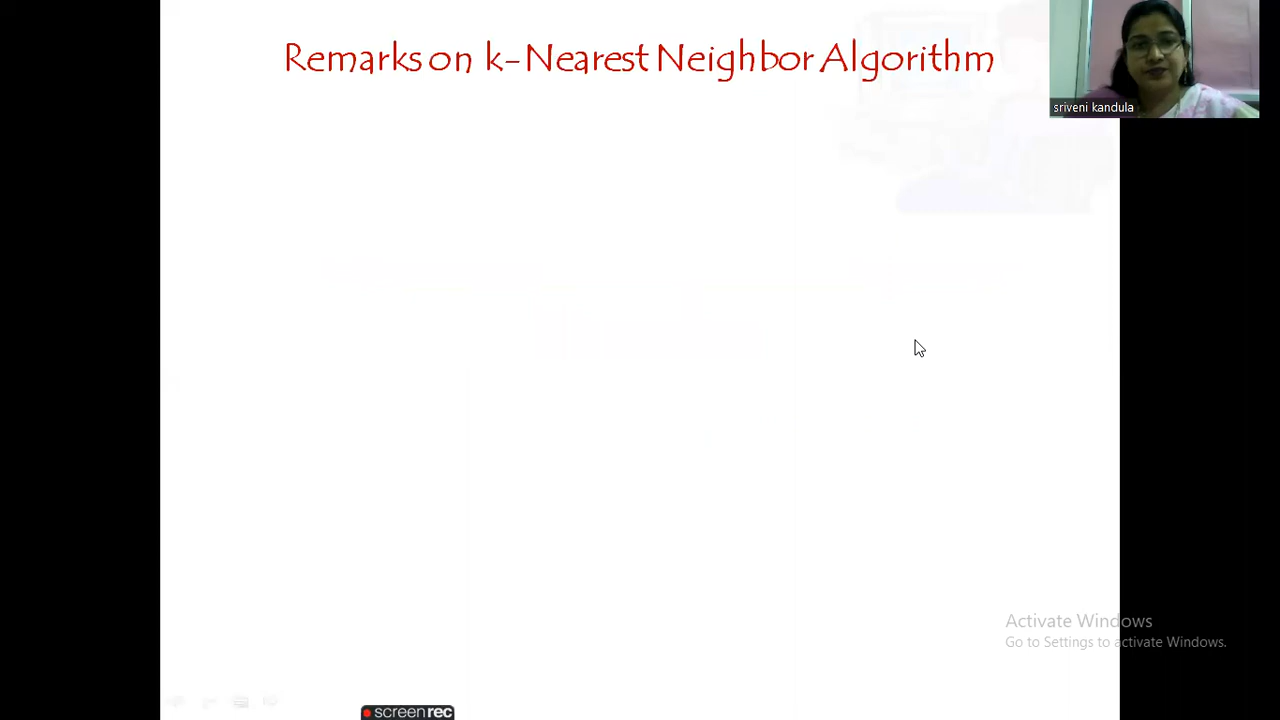 Remarks on k-Nearest Neighbor Algorithm
sriveni kandula
Activate Windows
Go to Settings to activate Windows.
screenrec